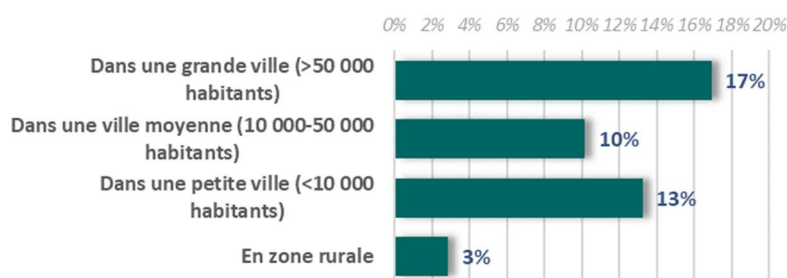 0% 2% 4% 6% 8% 10% 12% 14% 16% 18% 20%
Dans une grande ville (>50 000
habitants)
17%
Dans une ville moyenne (10 000-50 000
habitants)
10%
Dans une petite ville (<10 000
habitants)
13%
En zone rurale
3%